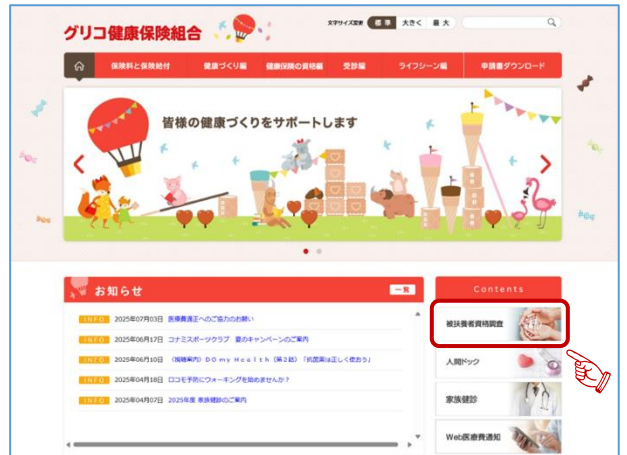 グリコ健康保険組合
文字サイズ変更 標準 大きく 最大
保険料と保険給付 健康づくり編 健康保険の資格編 受診編 ライフシーン編 申請書ダウンロード
皆様の健康づくりをサポートします
お知らせ 一覧
INFO 2025年07月03日 医療費適正へのご協力のお願い
INFO 2025年06月17日 コナミスポーツクラブ 夏のキャンペーンのご案内
INFO 2025年06月10日 (視聴案内) DO my Health (第2話) 「抗菌薬は正しく使おう」
INFO 2025年04月18日 ロコモ予防にウォーキングを始めませんか?
INFO 2025年04月07日 2025年度 家族健診のご案内
Contents
被扶養者資格調査
人間ドック
家族健診
Web医療費通知